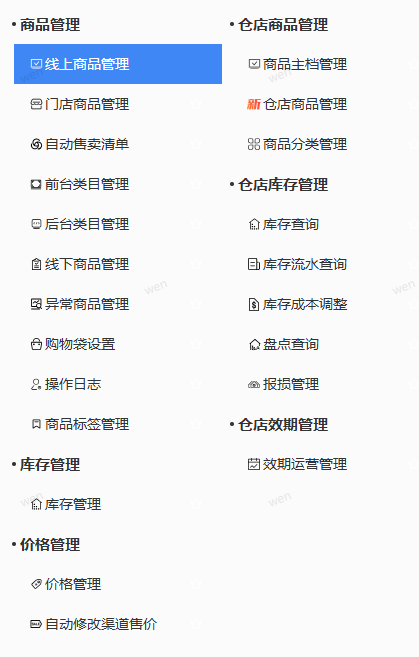 商品管理
线上商品管理
门店商品管理
自动售卖清单
前台类目管理
后台类目管理
线下商品管理
异常商品管理
购物袋设置
操作日志
商品标签管理
库存管理
库存管理
价格管理
价格管理
自动修改渠道售价
仓店商品管理
商品主档管理
新 仓店商品管理
商品分类管理
仓店库存管理
库存查询
库存流水查询
库存成本调整
盘点查询
报损管理
仓店效期管理
效期运营管理
wen
wen
wen
wen
wen
wen